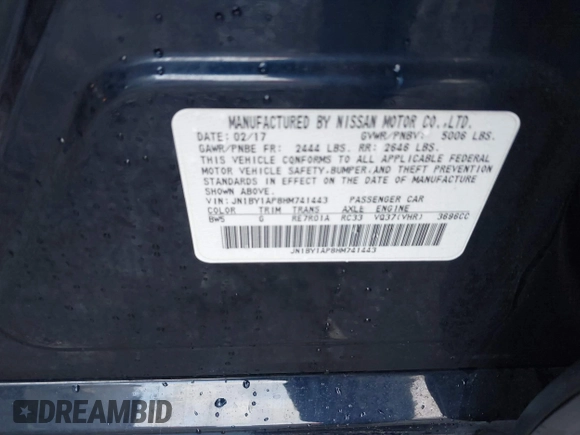 MANUFACTURED BY NISSAN MOTOR CO.,LTD.
DATE: 02/17 GVWR/PNBV: 5006 LBS.
GAWR/PNBE FR: 2444 LBS. RR: 2646 LBS.
THIS VEHICLE CONFORMS TO ALL APPLICABLE FEDERAL
MOTOR VEHICLE SAFETY,BUMPER,AND THEFT PREVENTION
STANDARDS IN EFFECT ON THE DATE OF MANUFACTURE
SHOWN ABOVE.
VIN: JN1BY1AP8HM741443 PASSENGER CAR
COLOR TRIM TRANS AXLE ENGINE
BW5 G RE7R01A RC33 VQ37(VHR) 3696CC
JN1BY1AP8HM741443
DREAMBID